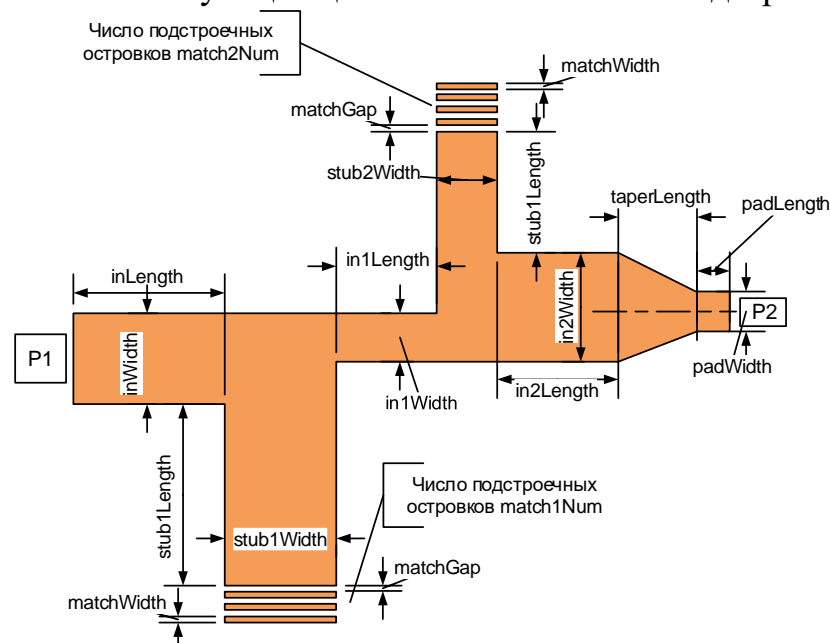 Число подстроечных
островков match2Num
matchWidth
matchGap
stub2Width
stub1Length
taperLength
padLength
in1Length
inLength
P1
inWidth
in2Width
P2
padWidth
in1Width
in2Length
stub1Length
stub1Width
Число подстроечных
островков match1Num
matchGap
matchWidth